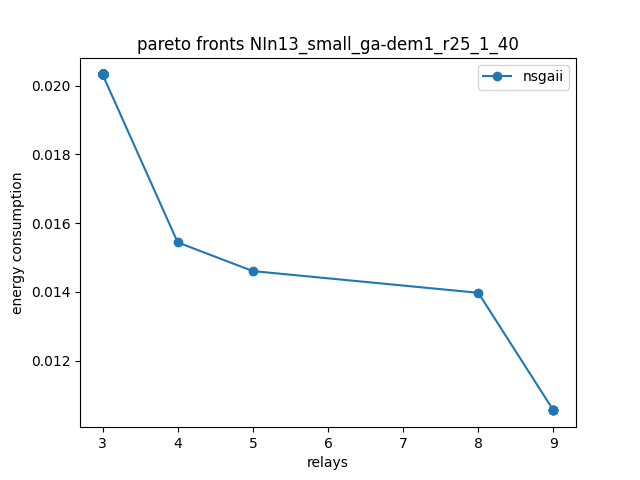 pareto fronts NIn13_small_ga-dem1_r25_1_40
nsgaii
energy consumption
0.020
0.018
0.016
0.014
0.012
3 4 5 6 7 8 9
relays